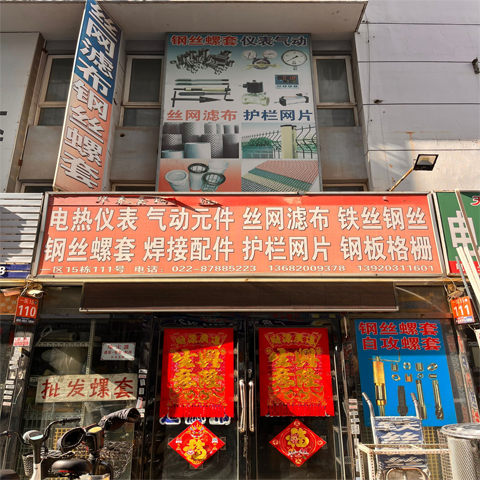 丝网滤布钢丝螺套
钢丝螺套 仪表气动
丝网滤布 护栏网片
电热仪表 气动元件 丝网滤布 铁丝钢丝
钢丝螺套 焊接配件 护栏网片 钢板格栅
区15栋111号 电话 022-87885223 13682009378 13920311601
110
111
批发螺套
钢丝螺套
自攻螺套
福
福